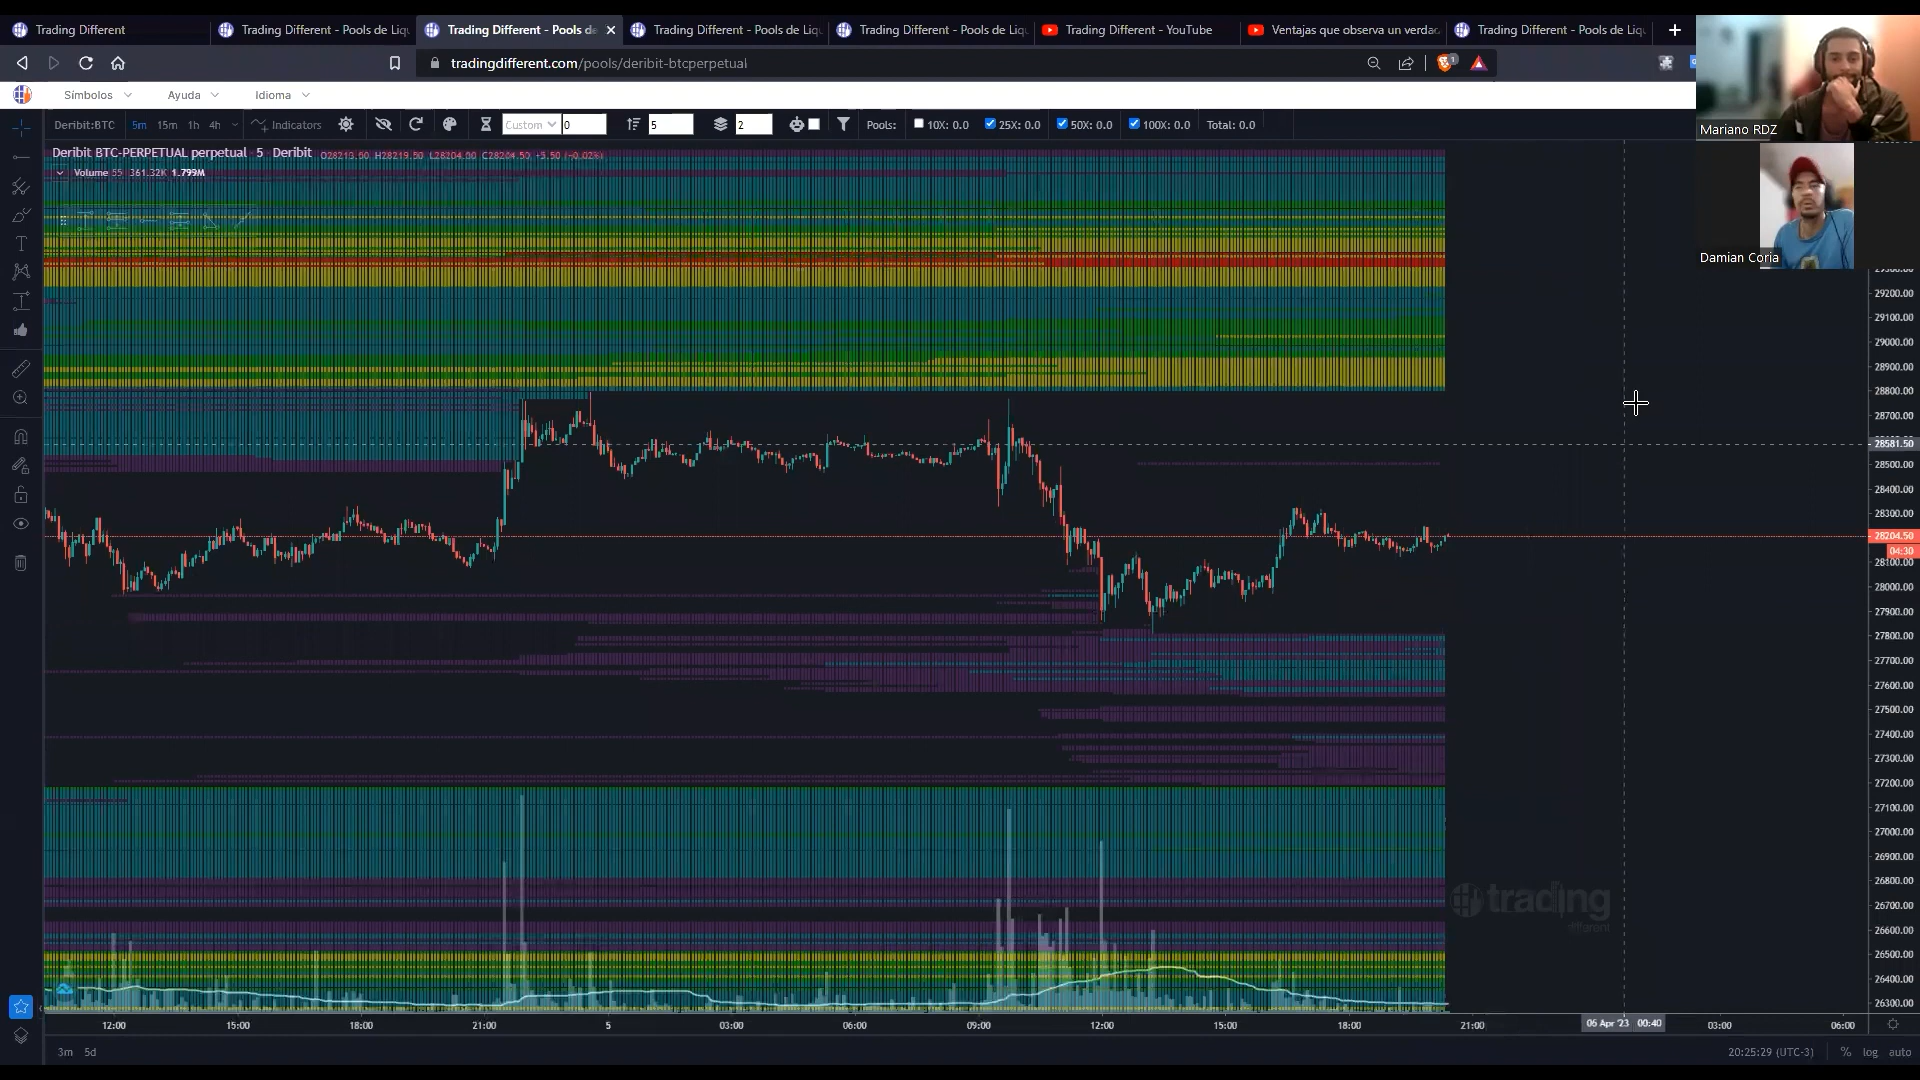 Trading Different
Trading Different - Pools de Liqu
Trading Different - Pools de
Trading Different - Pools de Liqu
Trading Different - Pools de Liqu
Trading Different - YouTube
Ventajas que observa un verdad
Trading Different - Pools de Liqu
tradingdifferent.com/pools/deribit-btcperpetual
Símbolos
Ayuda
Idioma
Deribit:BTC 5m 15m 1h 4h Indicators Custom 0 5 2 Pools: 10X: 0.0 25X: 0.0 50X: 0.0 100X: 0.0 Total: 0.0
Mariano RDZ
Damian Coria
Deribit BTC-PERPETUAL perpetual 5 Deribit O28213.50 H28219.50 L28204.00 C28204.50 -5.50 (-0.02%)
Volume 55 361.32K 1.799M
29200.00
29100.00
29000.00
28900.00
28800.00
28700.00
28581.50
28500.00
28400.00
28300.00
28204.50
04:30
28100.00
28000.00
27900.00
27800.00
27700.00
27600.00
27500.00
27400.00
27300.00
27200.00
27100.00
27000.00
26900.00
26800.00
26700.00
26600.00
26500.00
26400.00
26300.00
trading
different
12:00 15:00 18:00 21:00 5 03:00 06:00 09:00 12:00 15:00 18:00 21:00 06 Apr '23 00:40 03:00 06:00
3m 5d
20:25:29 (UTC-3) % log auto